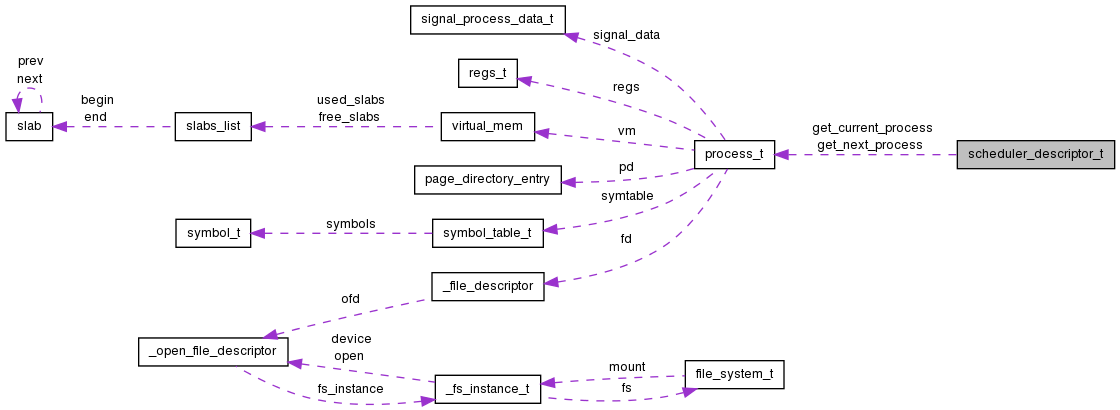 signal_process_data_t
signal_data
prev
next
regs_t
regs
begin
end
used_slabs
free_slabs
get_current_process
get_next_process
slab
slabs_list
virtual_mem
vm
process_t
scheduler_descriptor_t
page_directory_entry
pd
symtable
symbol_t
symbols
symbol_table_t
fd
_file_descriptor
ofd
_open_file_descriptor
device
open
mount
file_system_t
fs_instance
_fs_instance_t
fs